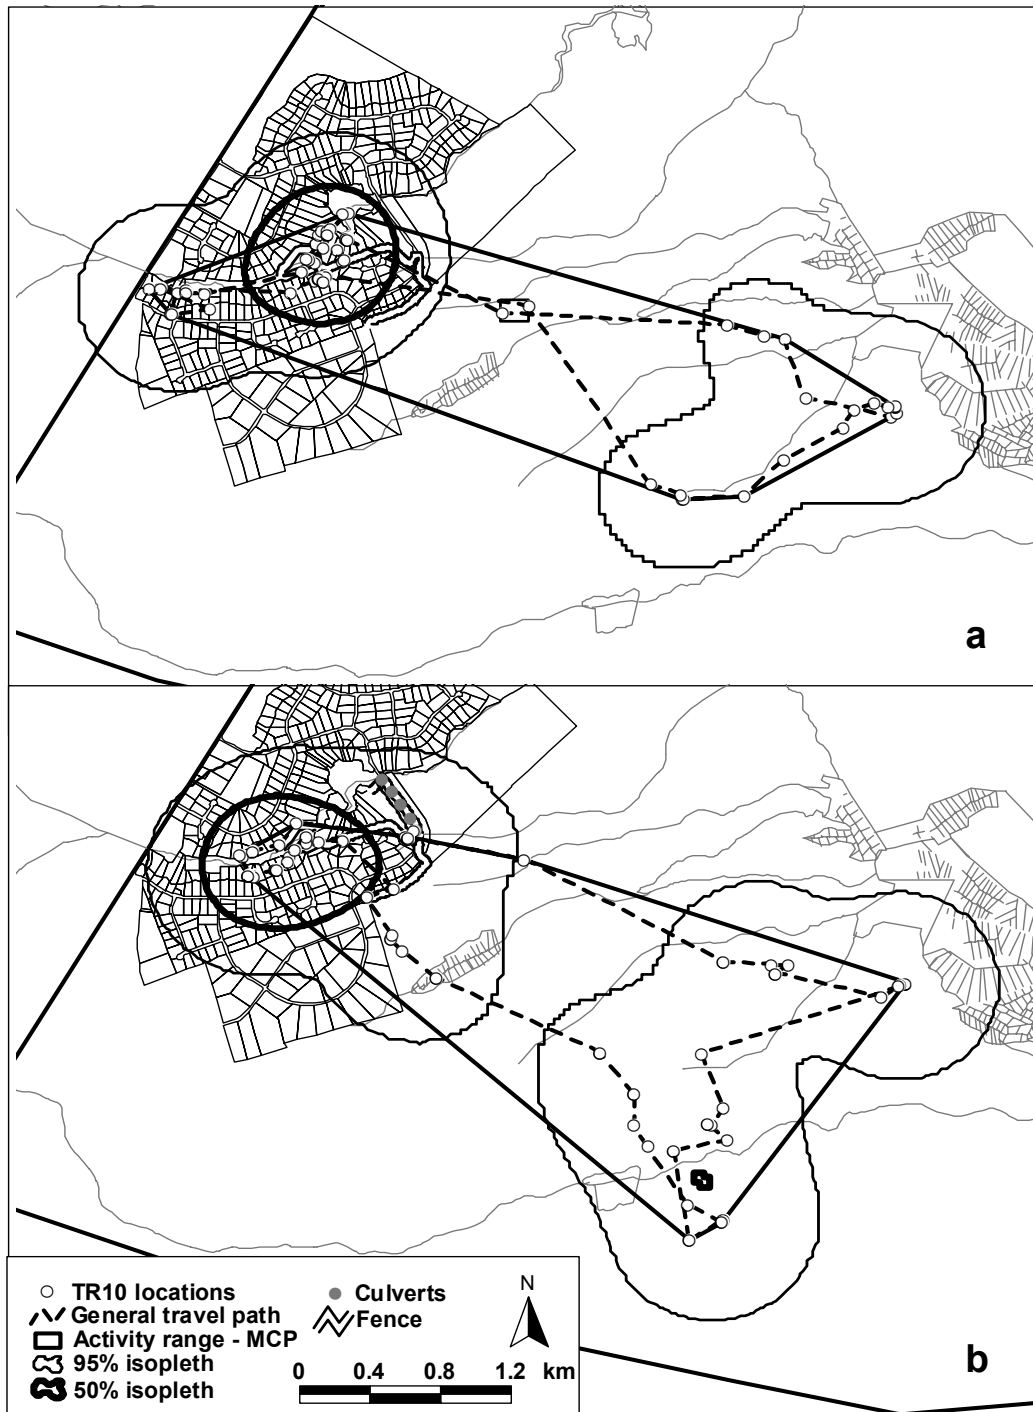 a
b
TR10 locations
General travel path
Activity range - MCP
95% isopleth
50% isopleth
Culverts
Fence
N
0 0.4 0.8 1.2 km